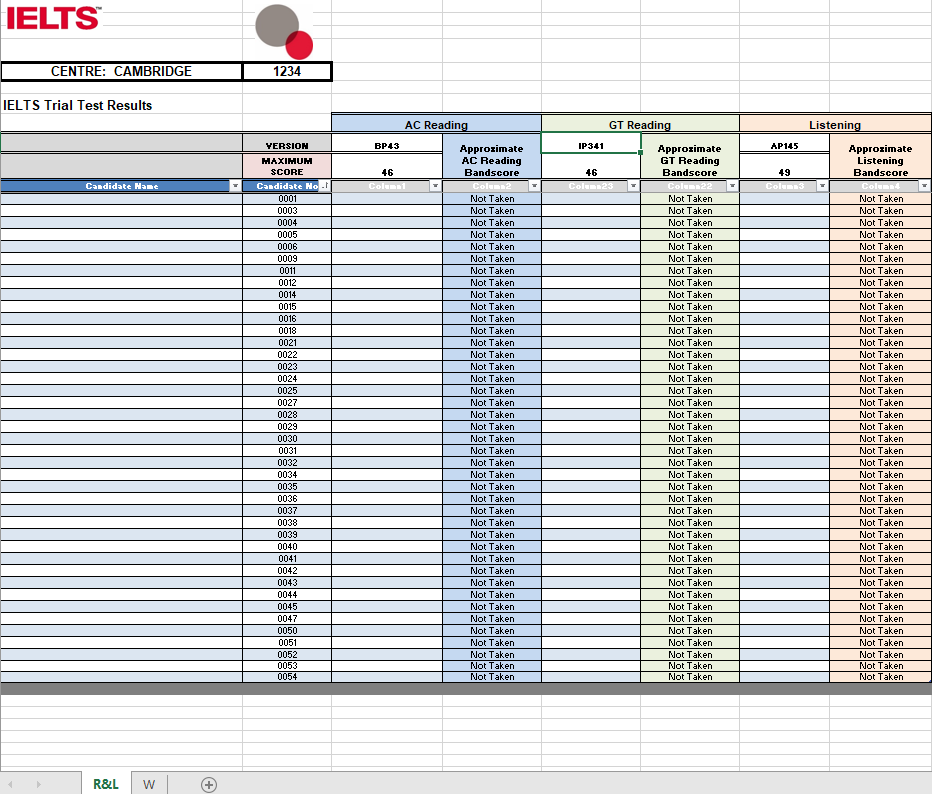 IELTS™
CENTRE: CAMBRIDGE 1234
IELTS Trial Test Results
AC Reading GT Reading Listening
VERSION BP43 Approximate AC Reading Bandscore IP341 Approximate GT Reading Bandscore AP145 Approximate Listening Bandscore
MAXIMUM SCORE 46 46 49
Candidate Name Candidate No Column1 Column2 Column23 Column22 Column3 Column4
0001 Not Taken Not Taken Not Taken
0003 Not Taken Not Taken Not Taken
0004 Not Taken Not Taken Not Taken
0005 Not Taken Not Taken Not Taken
0006 Not Taken Not Taken Not Taken
0009 Not Taken Not Taken Not Taken
0011 Not Taken Not Taken Not Taken
0012 Not Taken Not Taken Not Taken
0014 Not Taken Not Taken Not Taken
0015 Not Taken Not Taken Not Taken
0016 Not Taken Not Taken Not Taken
0018 Not Taken Not Taken Not Taken
0021 Not Taken Not Taken Not Taken
0022 Not Taken Not Taken Not Taken
0023 Not Taken Not Taken Not Taken
0024 Not Taken Not Taken Not Taken
0025 Not Taken Not Taken Not Taken
0027 Not Taken Not Taken Not Taken
0028 Not Taken Not Taken Not Taken
0029 Not Taken Not Taken Not Taken
0030 Not Taken Not Taken Not Taken
0031 Not Taken Not Taken Not Taken
0032 Not Taken Not Taken Not Taken
0034 Not Taken Not Taken Not Taken
0035 Not Taken Not Taken Not Taken
0036 Not Taken Not Taken Not Taken
0037 Not Taken Not Taken Not Taken
0038 Not Taken Not Taken Not Taken
0039 Not Taken Not Taken Not Taken
0040 Not Taken Not Taken Not Taken
0041 Not Taken Not Taken Not Taken
0042 Not Taken Not Taken Not Taken
0043 Not Taken Not Taken Not Taken
0044 Not Taken Not Taken Not Taken
0045 Not Taken Not Taken Not Taken
0047 Not Taken Not Taken Not Taken
0050 Not Taken Not Taken Not Taken
0051 Not Taken Not Taken Not Taken
0052 Not Taken Not Taken Not Taken
0053 Not Taken Not Taken Not Taken
0054 Not Taken Not Taken Not Taken
R&L W